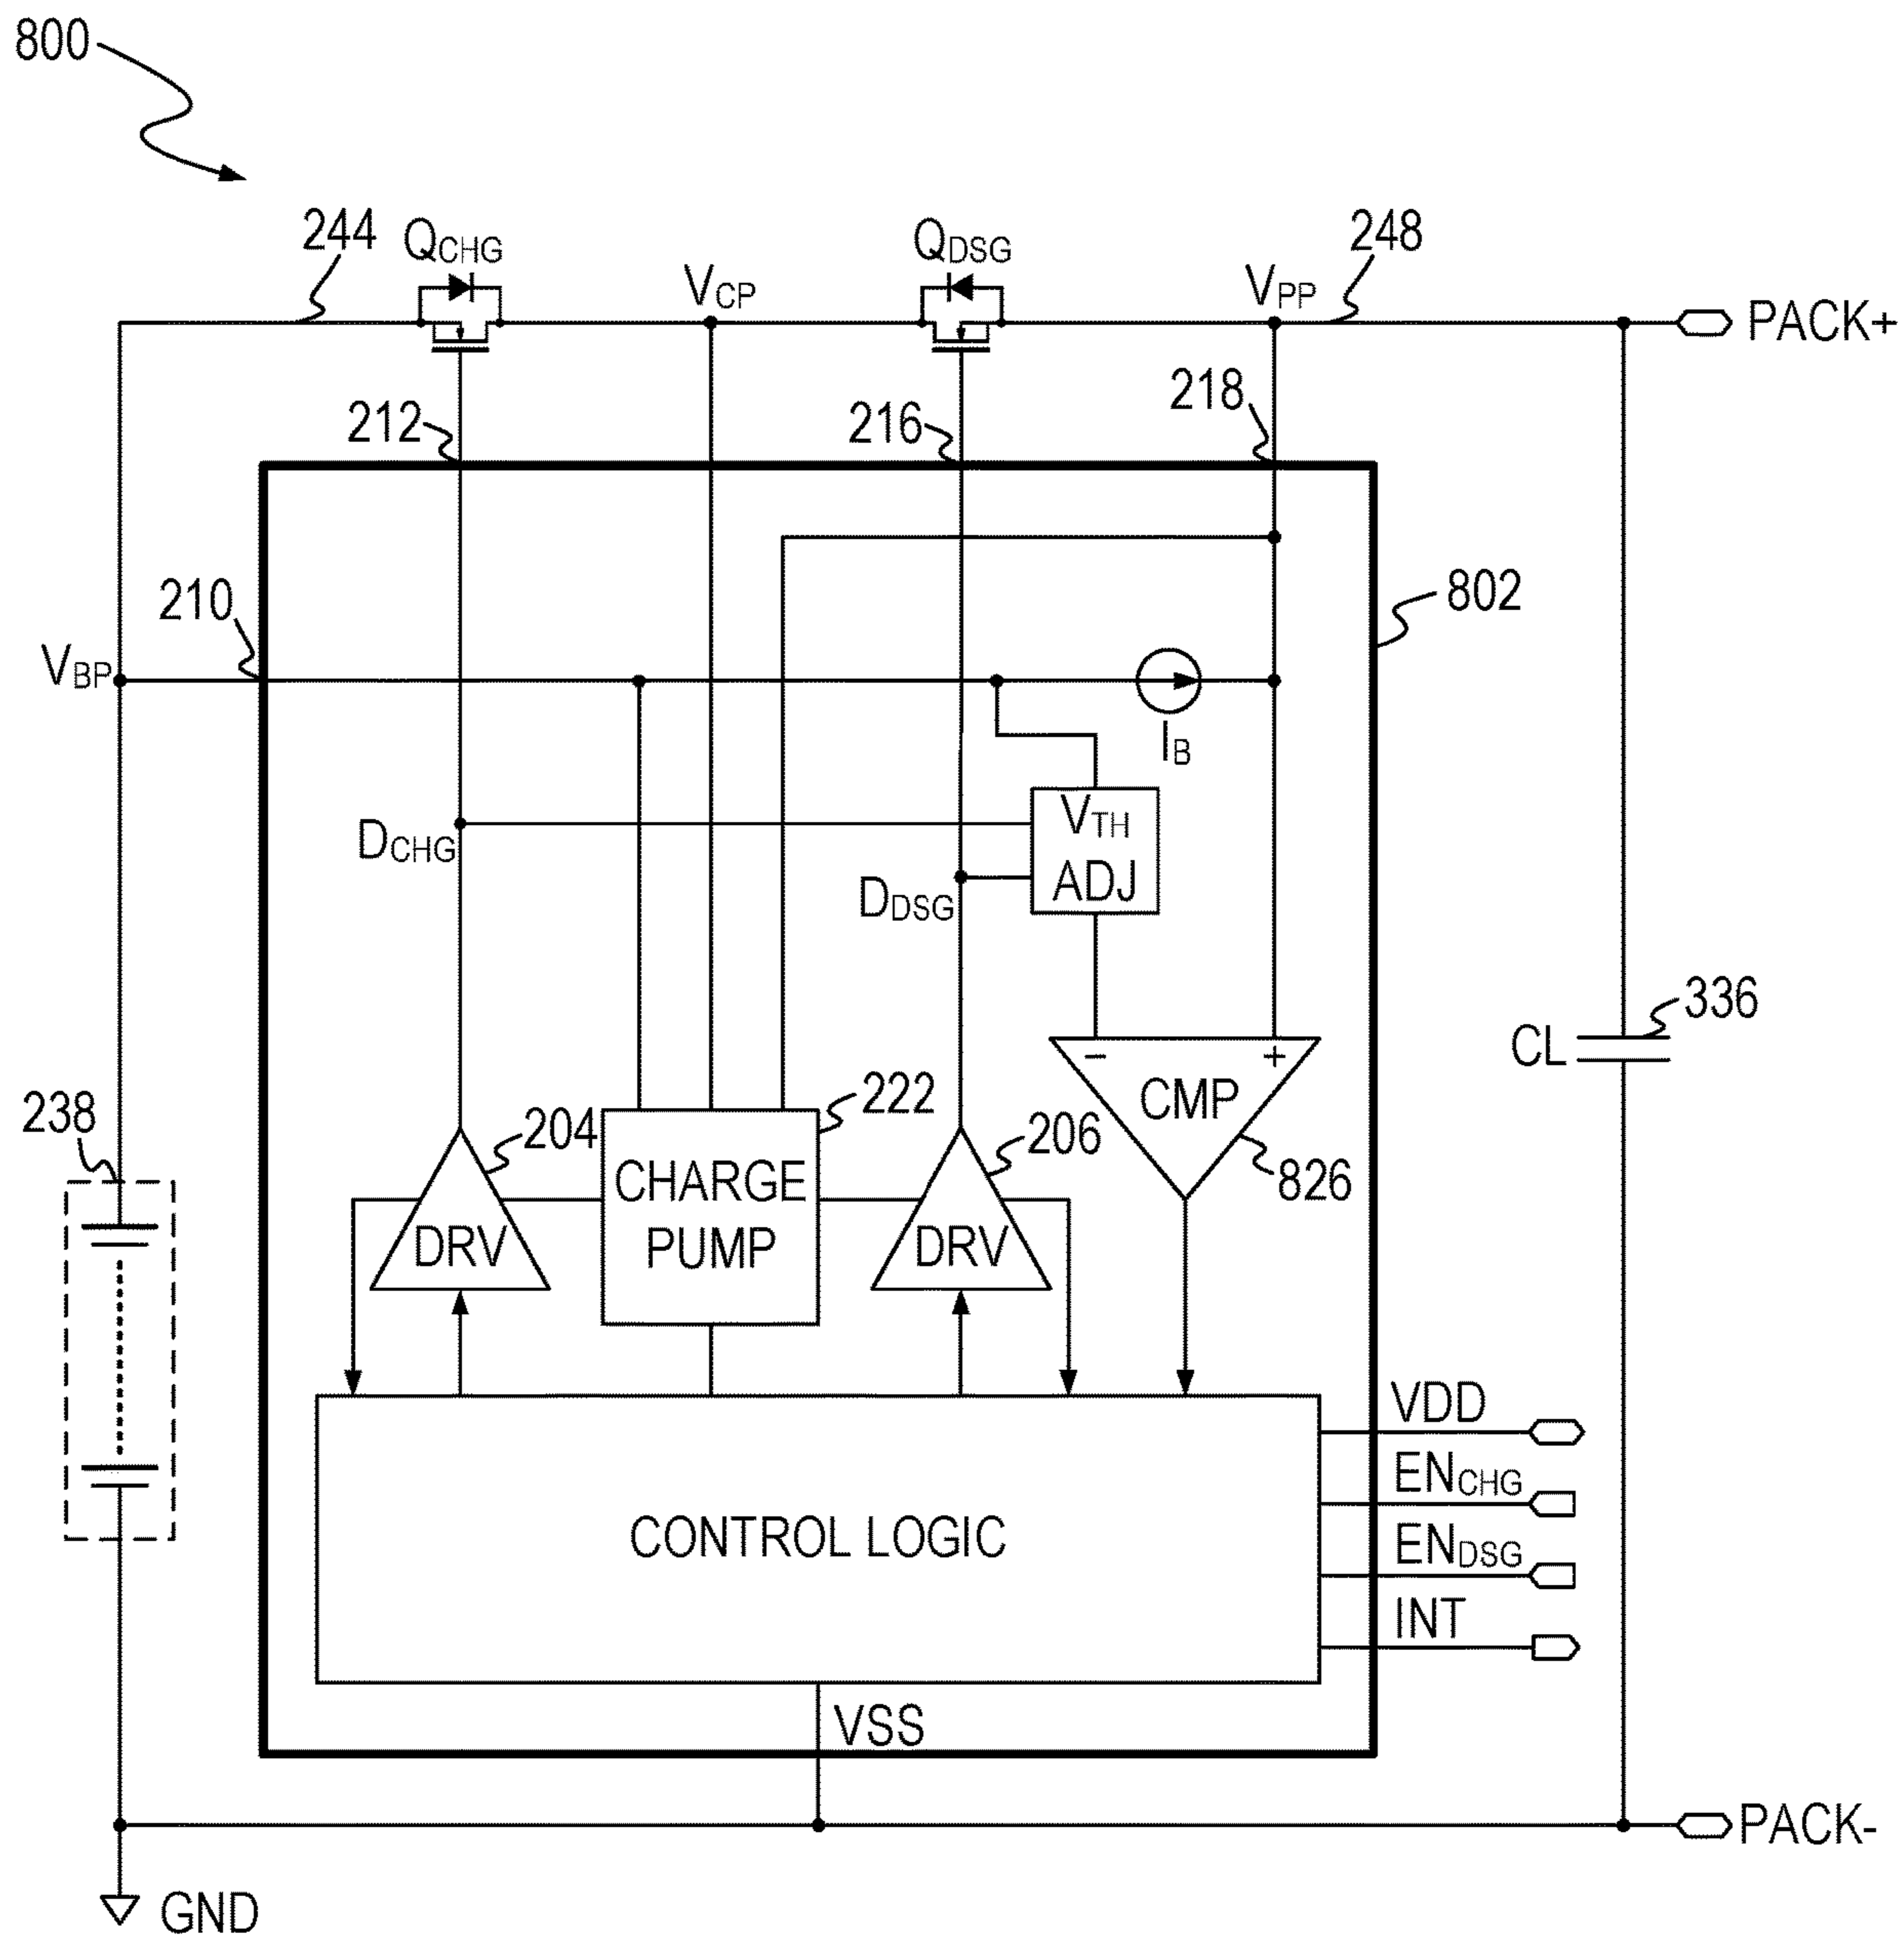 800
244
QCHG
VCP
QDSG
VPP
248
PACK+
212
216
218
210
802
VBP
IB
DCHG
VTH
ADJ
DDSG
336
CL
CMP
238
204
222
206
826
CHARGE
PUMP
DRV
DRV
VDD
ENCHG
ENDSG
INT
CONTROL LOGIC
VSS
PACK-
GND
-
+